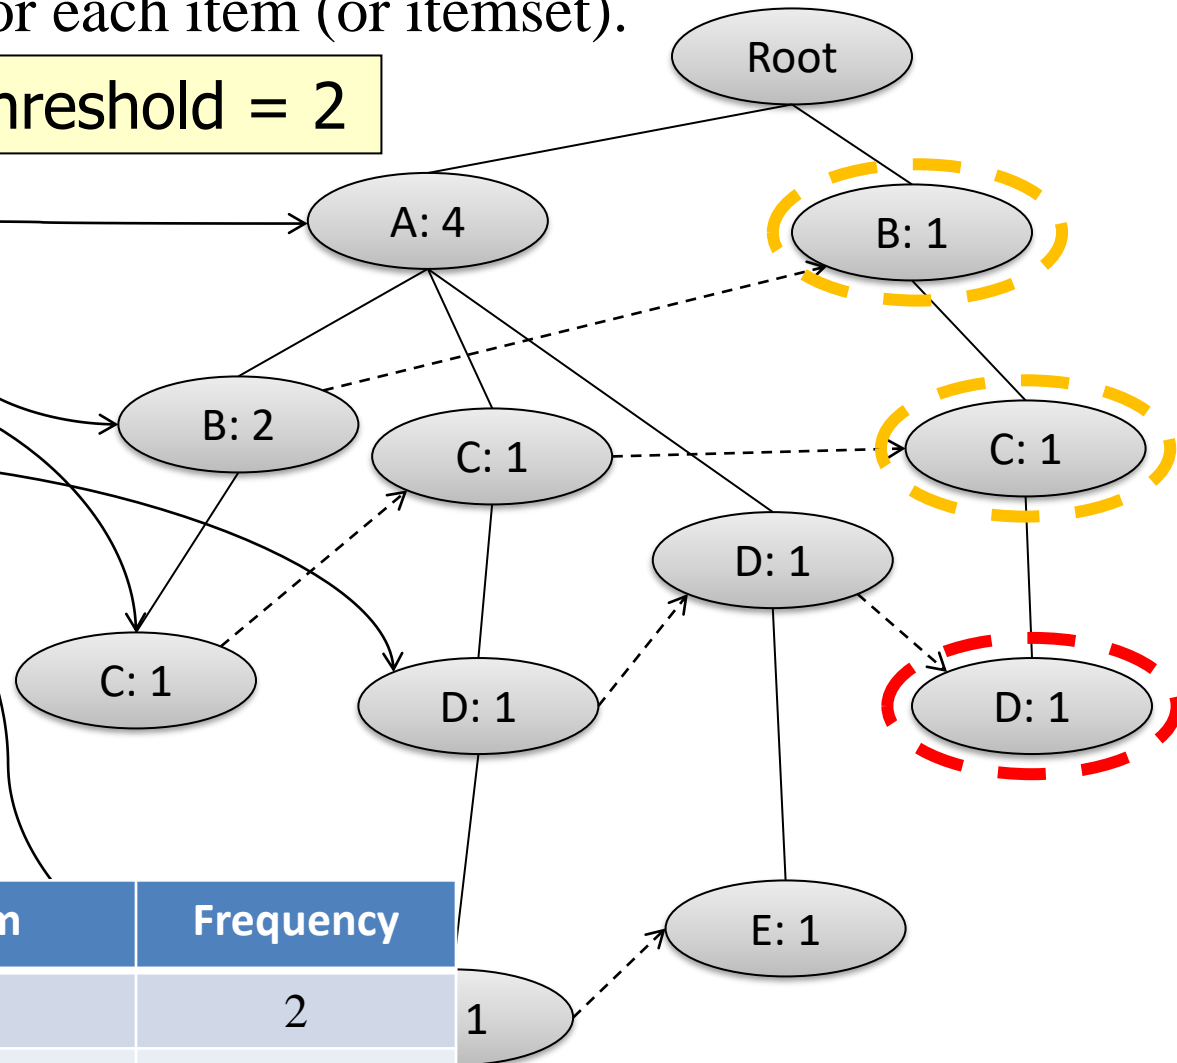 or each item (or itemset).
Root
hreshold = 2
A: 4
B: 1
B: 2
C: 1
C: 1
D: 1
C: 1
D: 1
D: 1
m
Frequency
E: 1
2
1